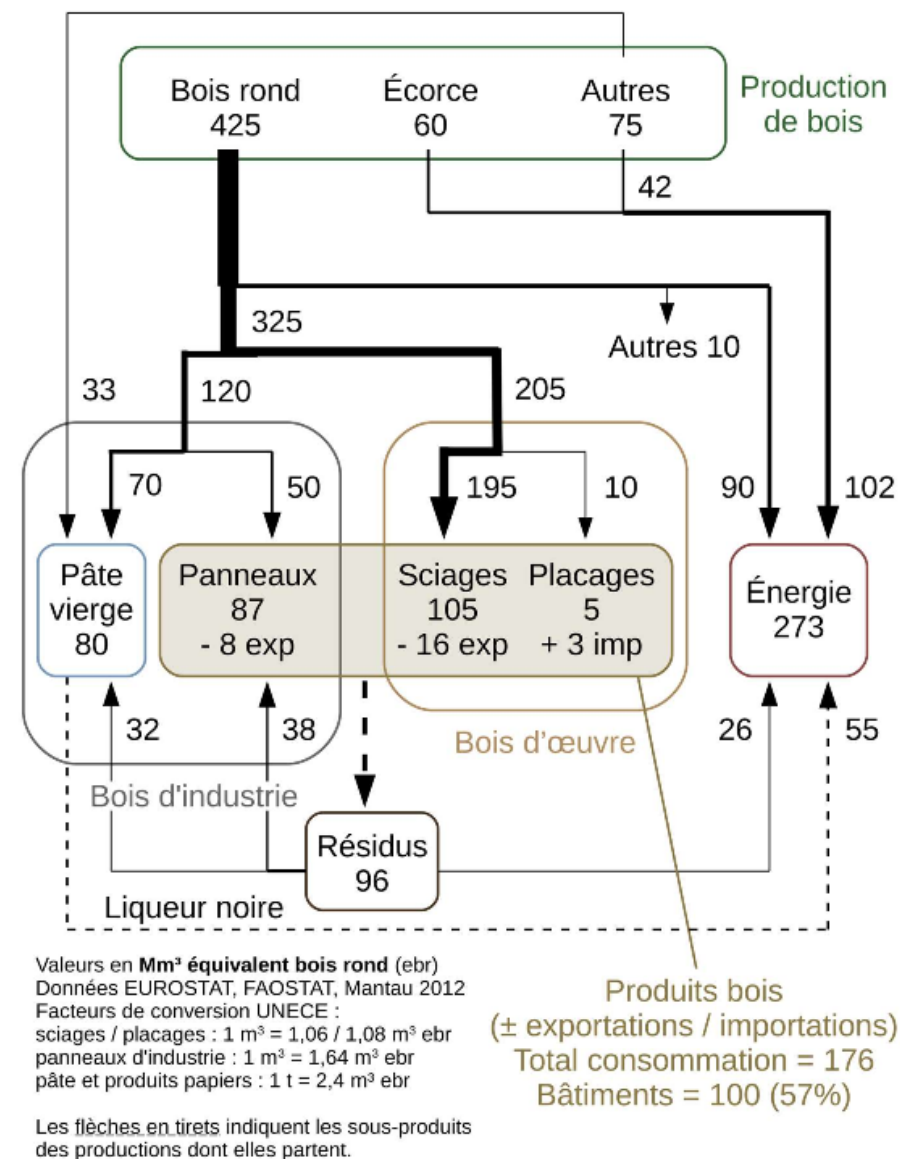 Bois rond
425
Écorce
60
Autres
75
Production
de bois
42
325
Autres 10
33
120
205
70
50
195
10
90
102
Pâte
vierge
80
Panneaux
87
- 8 exp
Sciages
105
- 16 exp
Placages
5
+ 3 imp
Énergie
273
32
38
26
55
Bois d'œuvre
Bois d'industrie
Résidus
96
Liqueur noire
Valeurs en Mm³ équivalent bois rond (ebr)
Données EUROSTAT, FAOSTAT, Mantau 2012
Facteurs de conversion UNECE :
sciages / placages : 1 m³ = 1,06 / 1,08 m³ ebr
panneaux d'industrie : 1 m³ = 1,64 m³ ebr
pâte et produits papiers : 1 t = 2,4 m³ ebr
Les flèches en tirets indiquent les sous-produits
des productions dont elles partent.
Produits bois
(± exportations / importations)
Total consommation = 176
Bâtiments = 100 (57%)